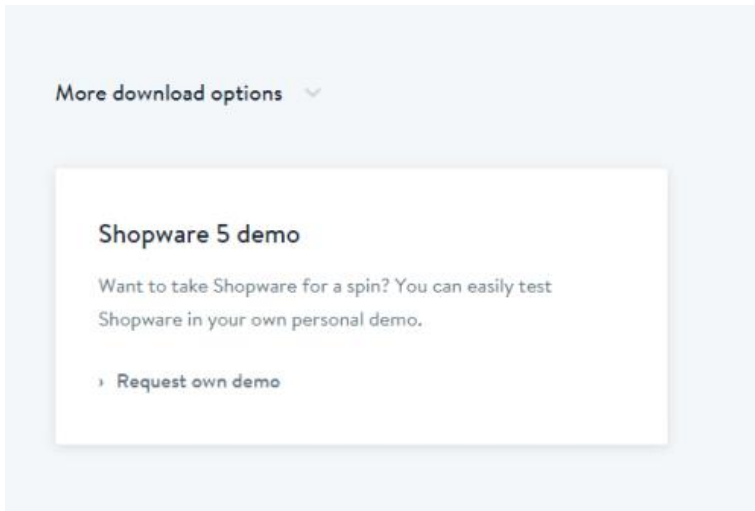 More download options
Shopware 5 demo
Want to take Shopware for a spin? You can easily test
Shopware in your own personal demo.
› Request own demo